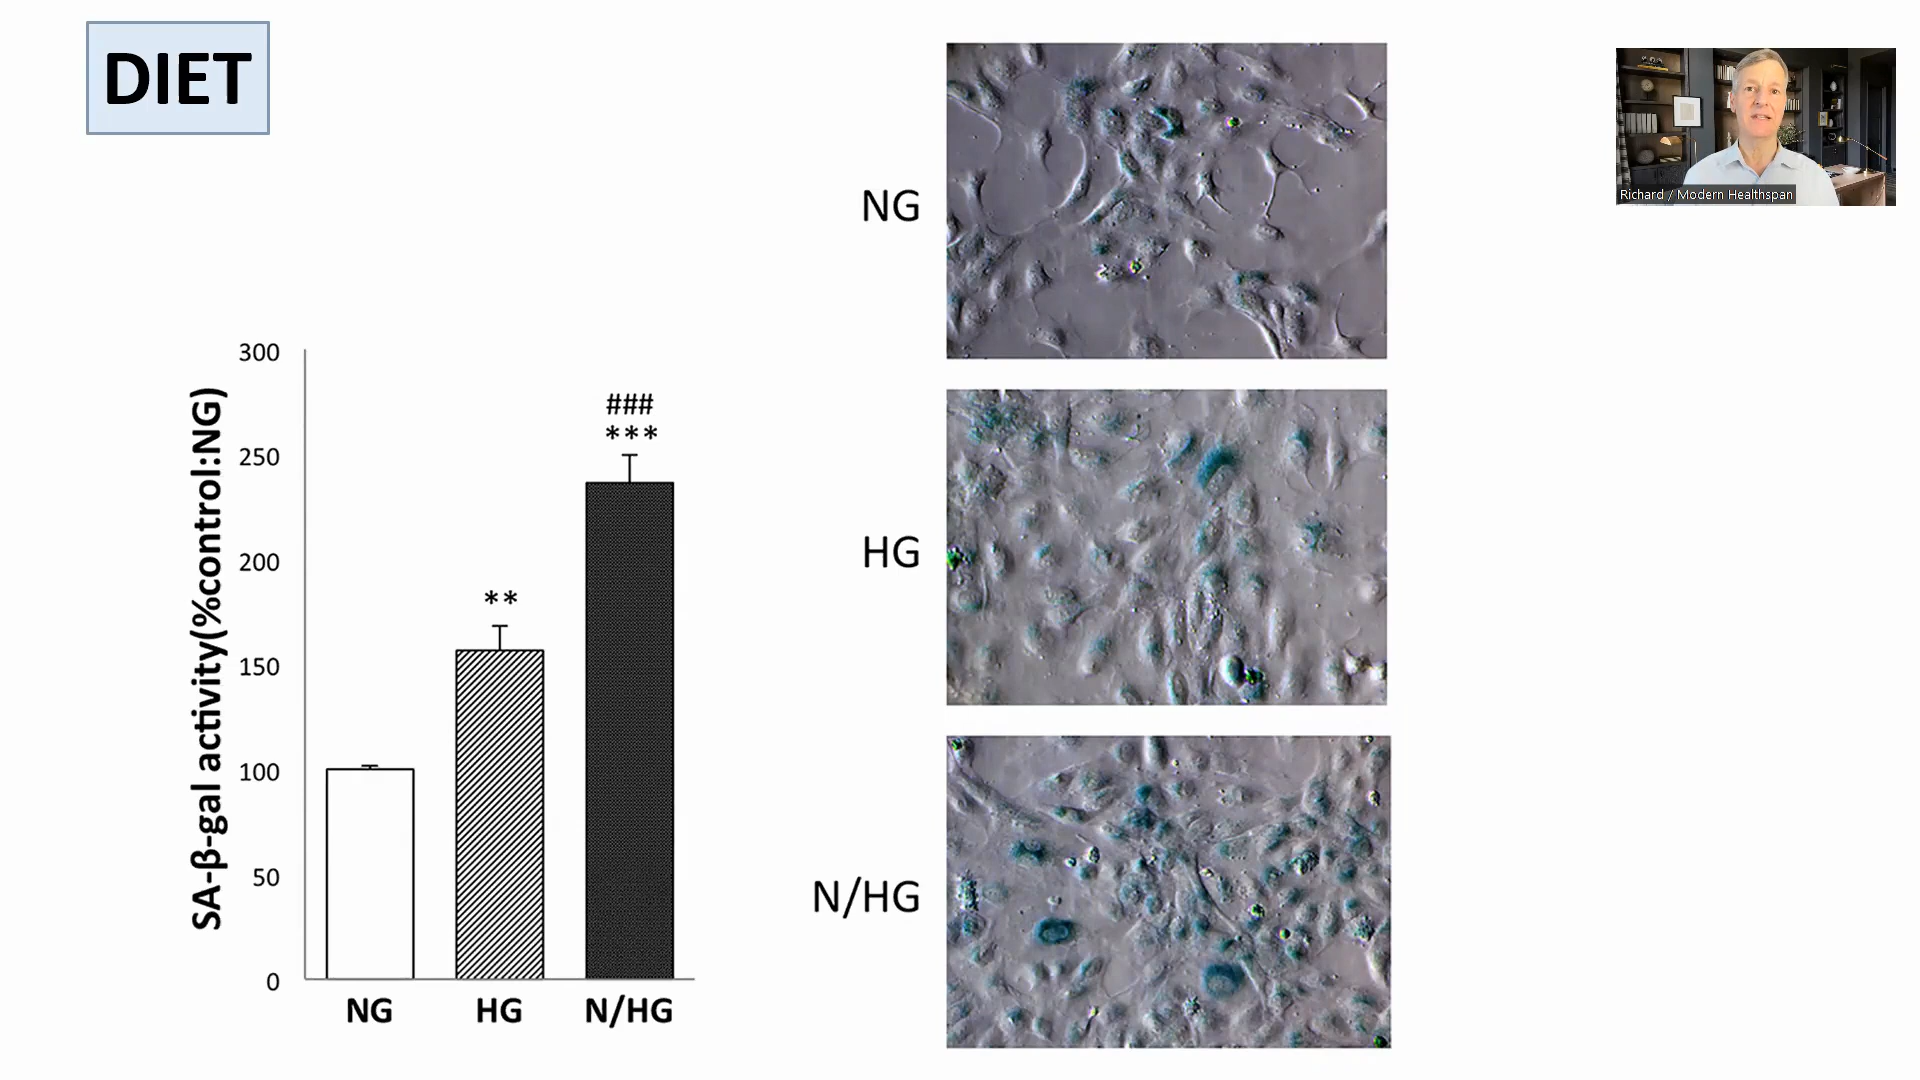 DIET
Richard / Modern Healthspan
SA-β-gal activity(%control:NG)
300
250
200
150
100
50
0
**
###
***
NG
HG
N/HG
NG
HG
N/HG